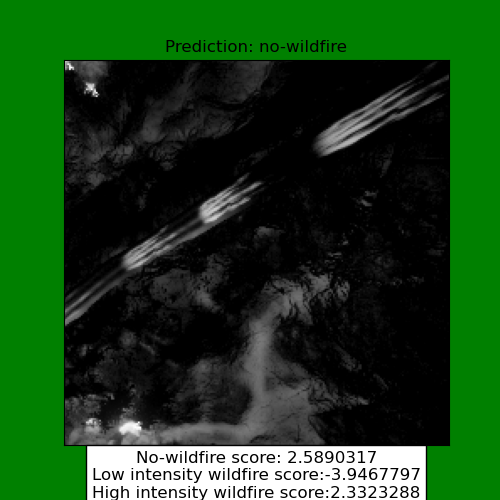 Prediction: no-wildfire
No-wildfire score: 2.5890317
Low intensity wildfire score:-3.9467797
High intensity wildfire score:2.3323288